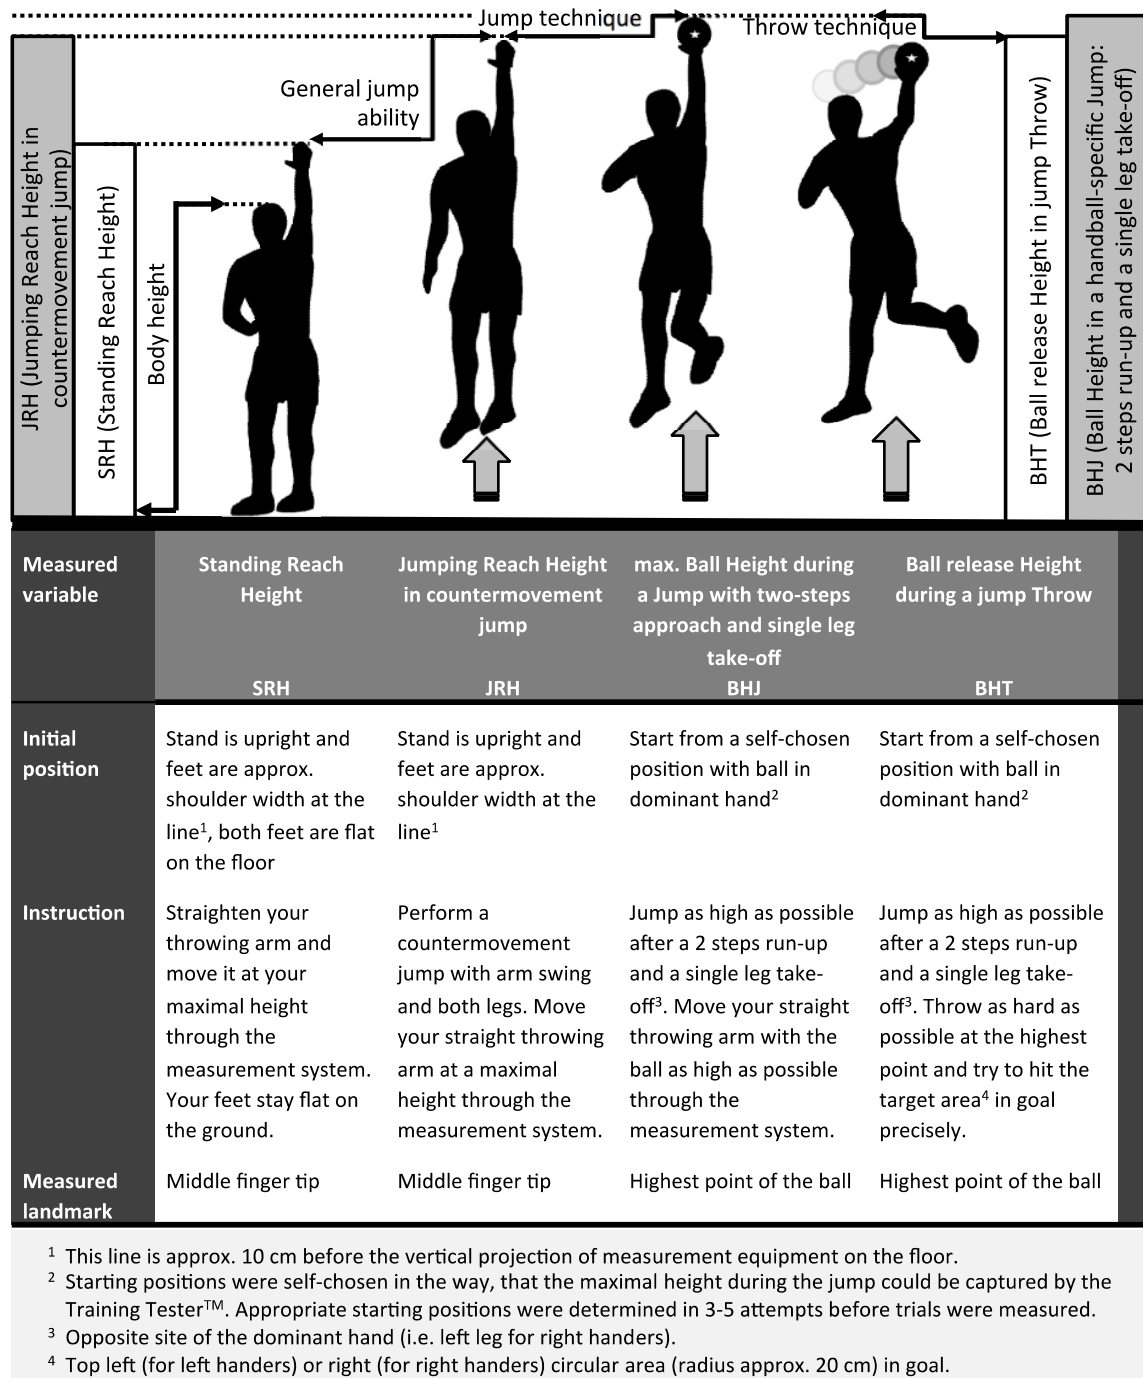 Jump technique
Throw technique
General jump
ability
JRH (Jumping Reach Height in
countermovement jump)
SRH (Standing Reach Height)
Body height
BHT (Ball release Height in jump Throw)
BHJ (Ball Height in a handball-specific Jump:
2 steps run-up and a single leg take-off)
Measured
variable
Standing Reach
Height
SRH
Jumping Reach Height
in countermovement
jump
JRH
max. Ball Height during
a Jump with two-steps
approach and single leg
take-off
BHJ
Ball release Height
during a jump Throw
BHT
Initial
position
Stand is upright and
feet are approx.
shoulder width at the
line¹, both feet are flat
on the floor
Stand is upright and
feet are approx.
shoulder width at the
line¹
Start from a self-chosen
position with ball in
dominant hand²
Start from a self-chosen
position with ball in
dominant hand²
Instruction
Straighten your
throwing arm and
move it at your
maximal height
through the
measurement system.
Your feet stay flat on
the ground.
Perform a
countermovement
jump with arm swing
and both legs. Move
your straight throwing
arm at a maximal
height through the
measurement system.
Jump as high as possible
after a 2 steps run-up
and a single leg take-
off³. Move your straight
throwing arm with the
ball as high as possible
through the
measurement system.
Jump as high as possible
after a 2 steps run-up
and a single leg take-
off³. Throw as hard as
possible at the highest
point and try to hit the
target area⁴ in goal
precisely.
Measured
landmark
Middle finger tip
Middle finger tip
Highest point of the ball
Highest point of the ball
¹ This line is approx. 10 cm before the vertical projection of measurement equipment on the floor.
² Starting positions were self-chosen in the way, that the maximal height during the jump could be captured by the
Training Tester™. Appropriate starting positions were determined in 3-5 attempts before trials were measured.
³ Opposite site of the dominant hand (i.e. left leg for right handers).
⁴ Top left (for left handers) or right (for right handers) circular area (radius approx. 20 cm) in goal.